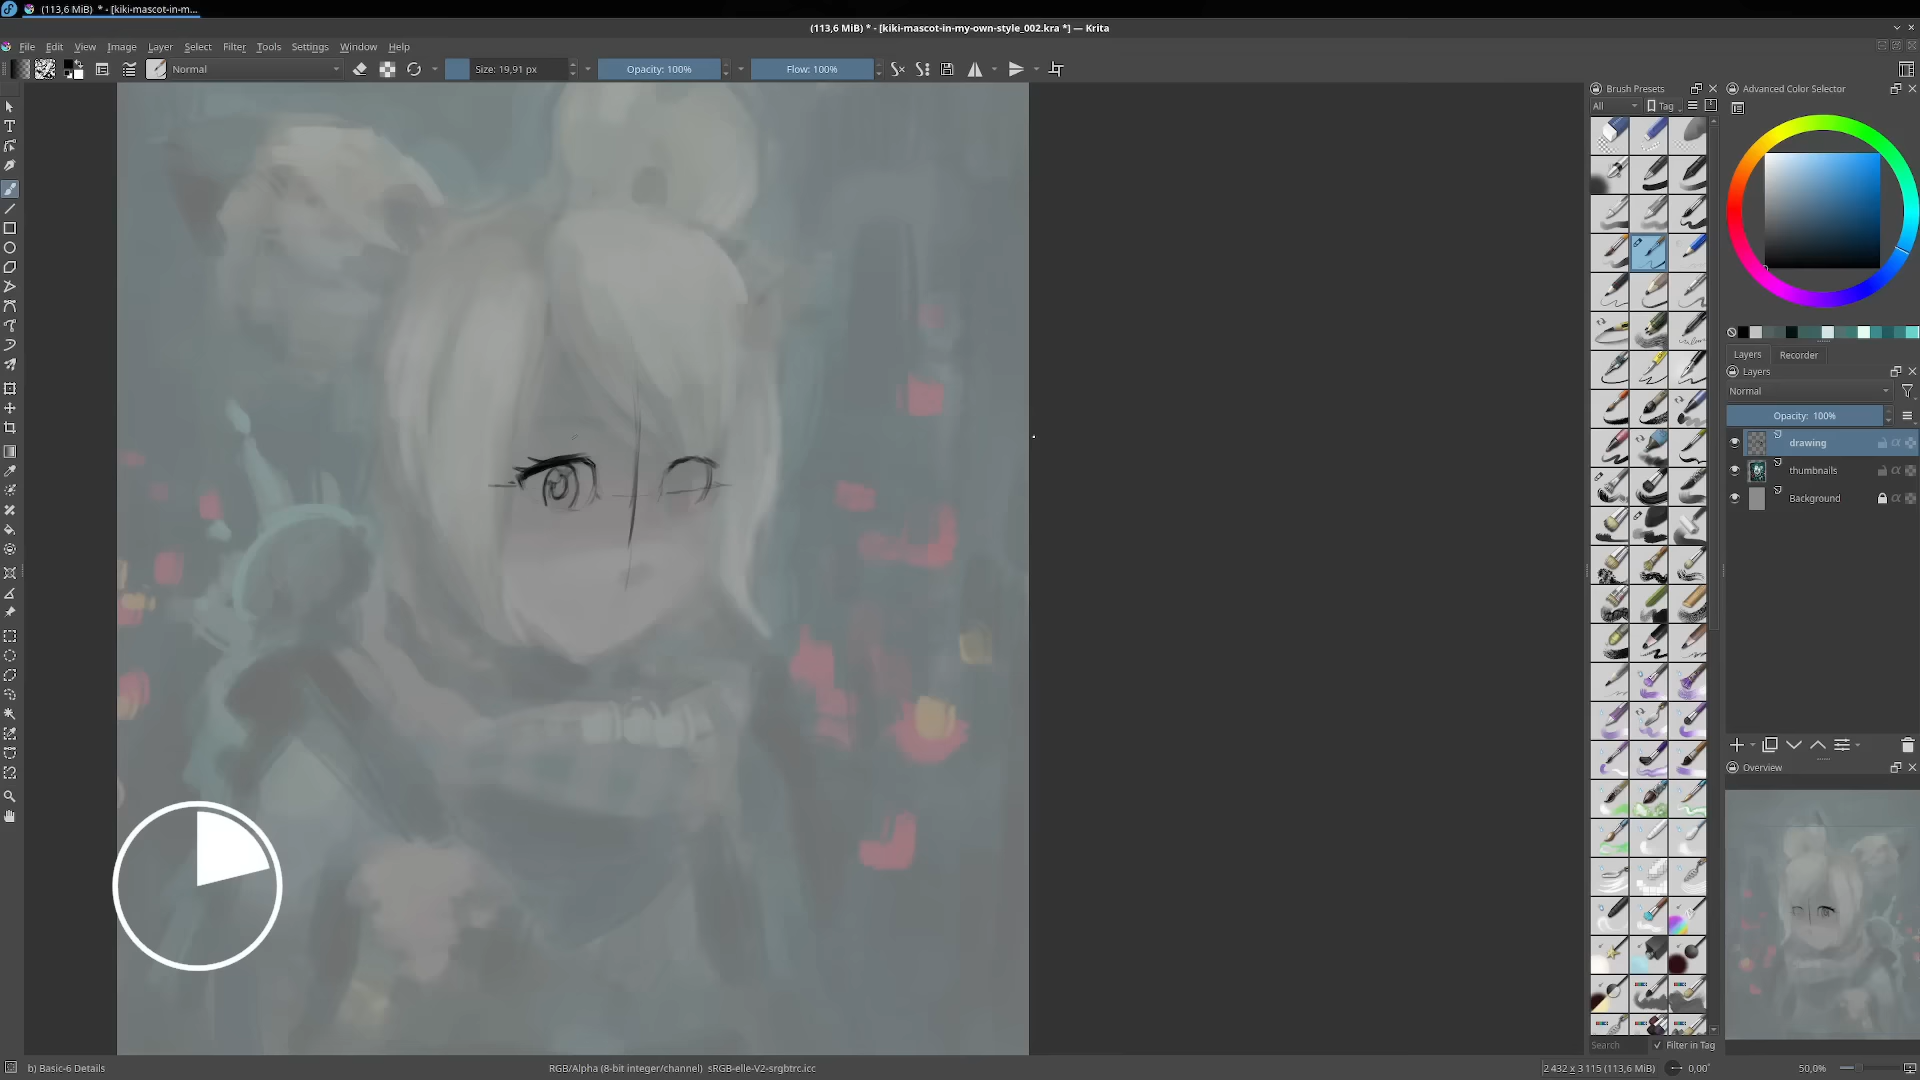 (113,6 MiB) * - [kiki-mascot-in-m...
(113,6 MiB) * - [kiki-mascot-in-my-own-style_002.kra *] — Krita
File Edit View Image Layer Select Filter Tools Settings Window Help
Normal
Size: 19,91 px
Opacity: 100%
Flow: 100%
Brush Presets
Advanced Color Selector
All
Tag
Layers Recorder
Layers
Normal
Opacity: 100%
drawing
thumbnails
Background
Overview
Search
Filter in Tag
b) Basic-6 Details
RGB/Alpha (8-bit integer/channel) sRGB-elle-V2-srgbtrc.icc
2 432 x 3 115 (113,6 MiB)
0,00°
50,0%